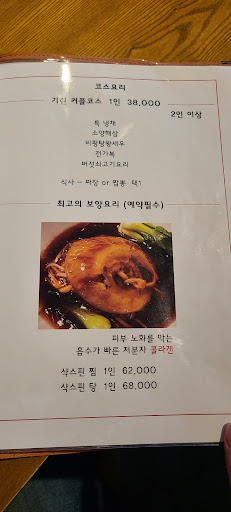 코스요리
기린 커플코스 1인 38,000
2인 이상
특 냉채
소양해삼
비펑탕왕새우
전가복
버섯쇠고기요리
식사 - 짜장 or 짬뽕 택1
최고의 보양요리 (예약필수)
피부 노화를 막는
흡수가 빠른 저분자 콜라겐
샥스핀 찜 1인 62,000
샥스핀 탕 1인 68,000